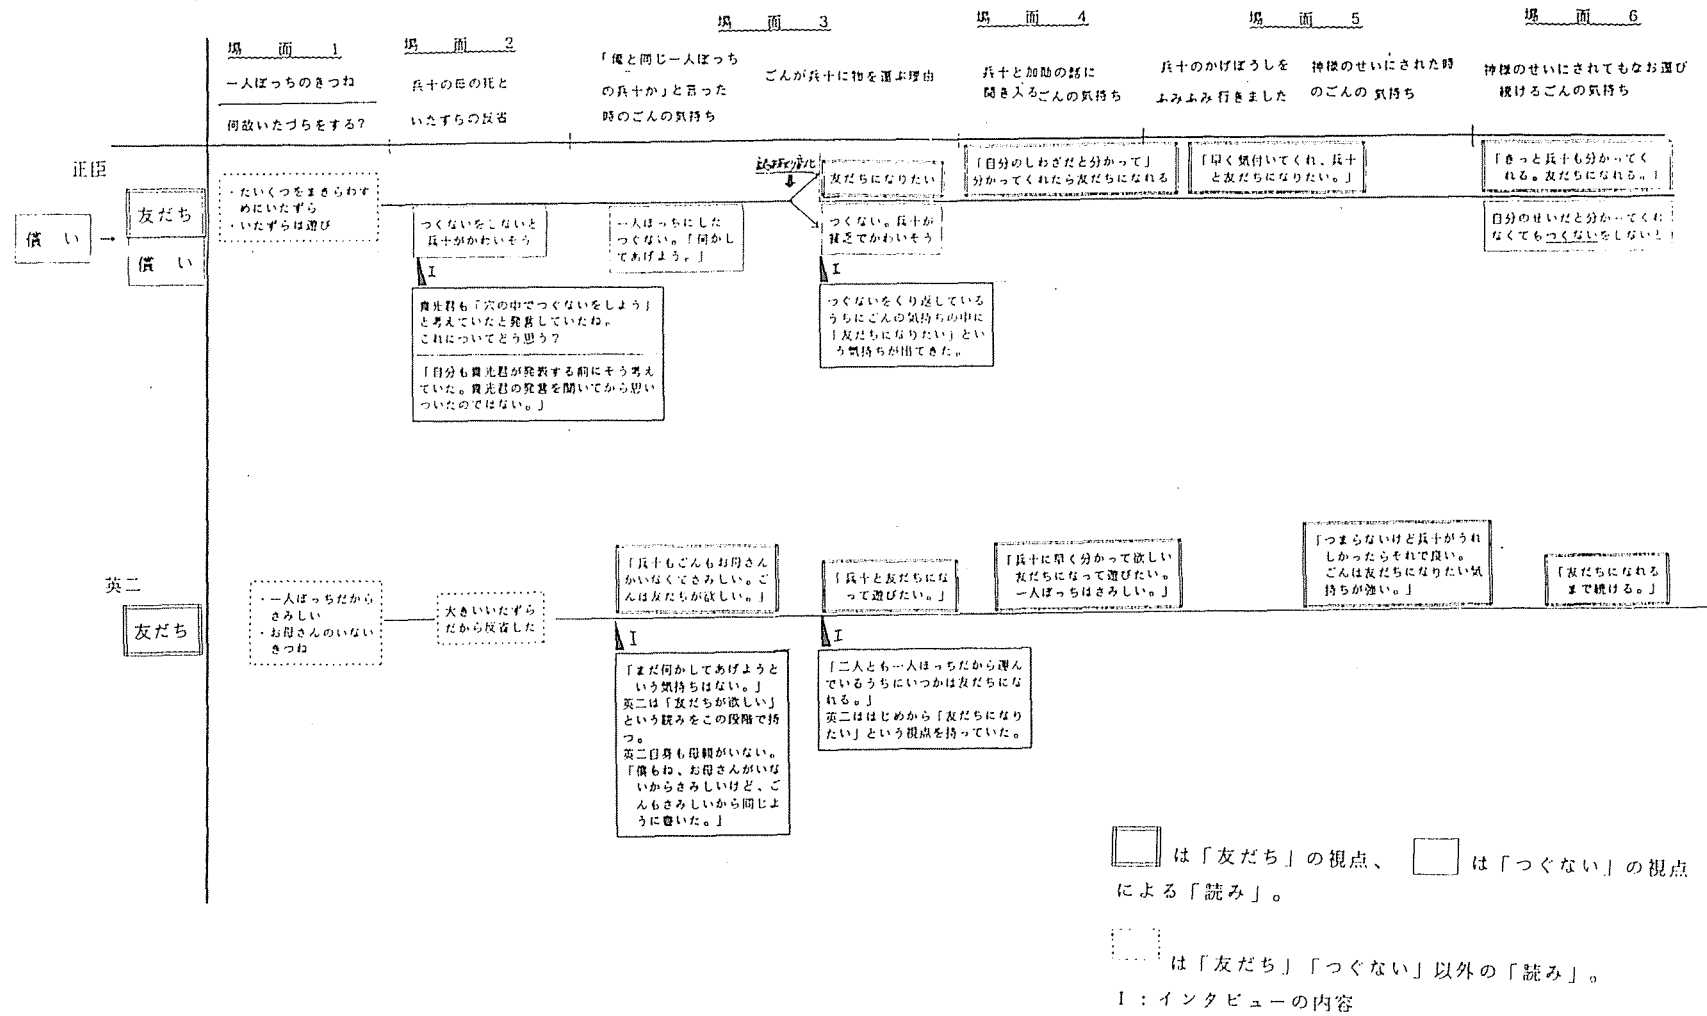 場面1
場面2
場面3
場面4
場面5
場面6
一人ぼっちのきつね
何故いたづらをする?
兵十の母の死と
いたずらの反省
「俺と同じ一人ぼっち
の兵十か」と言った
時のごんの気持ち
ごんが兵十に物を運ぶ理由
兵十と加助の話に
聞き入るごんの気持ち
兵十のかげぼうしを
ふみふみ行きました
神様のせいにされた時
のごんの気持ち
神様のせいにされてもなお運び
続けるごんの気持ち
正臣
償い
→
友だち
償い
・たいくつをまきらわす
めにいたずら
・いたずらは遊び
つくないをしないと
兵十がかわいそう
I
貴光君も「穴の中でつぐないをしよう」
と考えていたと発言していたね。
これについてどう思う?
「自分も貴光君が発表する前にそう考え
ていた。貴光君の発言を聞いてから思い
ついたのではない。」
一人ぼっちにした
つぐない。「何かし
てあげよう。」
友だちになりたい
つくない。兵十が
貧乏でかわいそう
I
つぐないをくり返している
うちにごんの気持ちの中に
「友だちになりたい」とい
う気持ちが出てきた。
「自分のしわざだと分かって」
分かってくれたら友だちになれる
「早く気付いてくれ、兵十
と友だちになりたい。」
「きっと兵十も分かってく
れる。友だちになれる。」
自分のせいだと分かってくれ
なくてもつくないをしないと
英二
友だち
・一人ぼっちだから
さみしい
・お母さんのいない
きつね
大きいいたずら
だから反省した
「兵十もごんもお母さん
がいなくてさみしい。ご
んは友だちが欲しい。」
I
「まだ何かしてあげようと
いう気持ちはない。」
英二は「友だちが欲しい」
という読みをこの段階で持
つ。
英二自身も母親がいない。
「僕もね、お母さんがいな
いからさみしいけど、ご
んもさみしいから同じよ
うに書いた。」
「兵十と友だちにな
って遊びたい。」
I
「二人とも一人ぼっちだから運ん
でいるうちにいつかは友だちにな
れる。」
英二ははじめから「友だちになり
たい」という視点を持っていた。
「兵十に早く分かって欲しい
友だちになって遊びたい。
一人ぼっちはさみしい。」
「つまらないけど兵十がうれ
しかったらそれで良い。
ごんは友だちになりたい気
持ちが強い。」
「友だちになれる
まで続ける。」
は「友だち」の視点、 は「つぐない」の視点
による「読み」。
は「友だち」「つぐない」以外の「読み」。
I:インタビューの内容